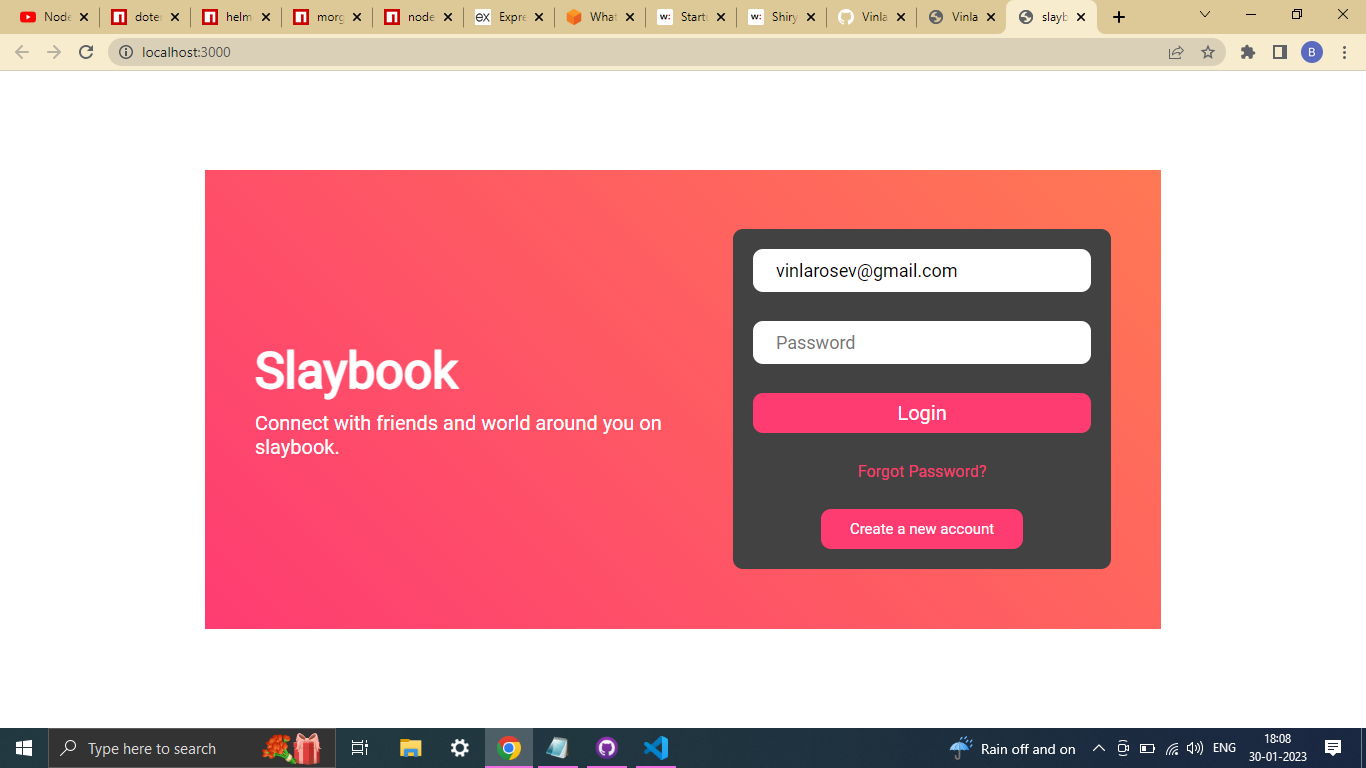 Node
doter
helm
morg
node
ex Expre
What
w: Start
w: Shiry
Vinla
Vinla
slayb
localhost:3000
B
vinlarosev@gmail.com
Password
Slaybook
Login
Connect with friends and world around you on
slaybook.
Forgot Password?
Create a new account
Type here to search
Rain off and on
ENG
18:08
30-01-2023